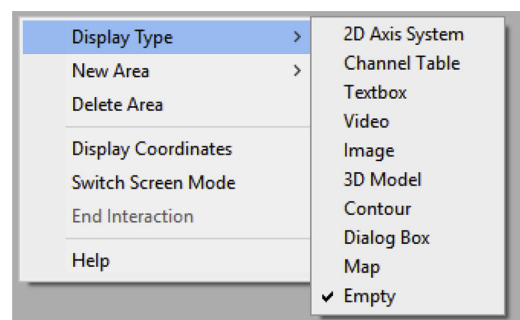 Display Type
New Area
Delete Area
Display Coordinates
Switch Screen Mode
End Interaction
Help
2D Axis System
Channel Table
Textbox
Video
Image
3D Model
Contour
Dialog Box
Map
Empty